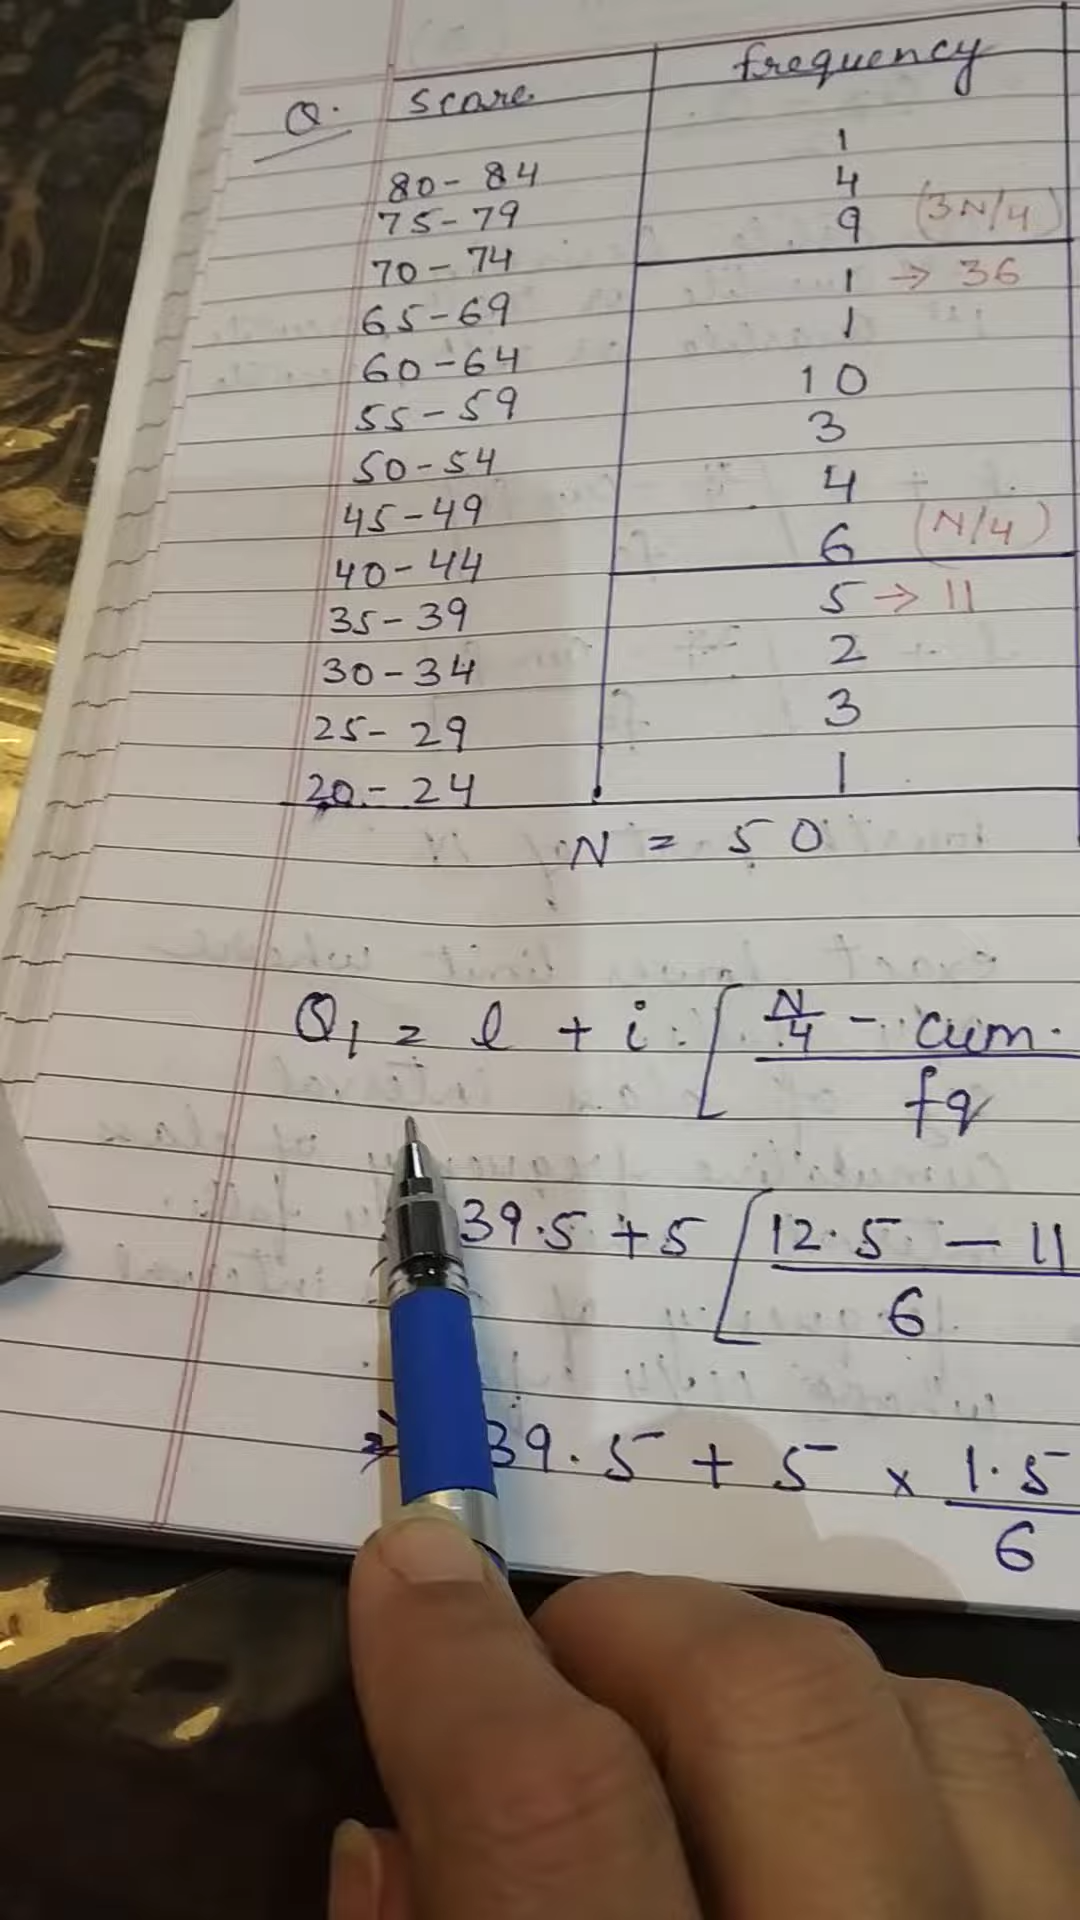 Q. Score frequency
80 - 84 1
75 - 79 4
70 - 74 9 (3N/4)
65 - 69 1 → 36
60 - 64 1
55 - 59 10
50 - 54 3
45 - 49 4
40 - 44 6 (N/4)
35 - 39 5 → 11
30 - 34 2
25 - 29 3
20 - 24 1
N = 50
Q₁ = l + i [ N/4 - cum. / fq
39.5 + 5 [ 12.5 - 11 / 6
⇒ 39.5 + 5 × 1.5 / 6